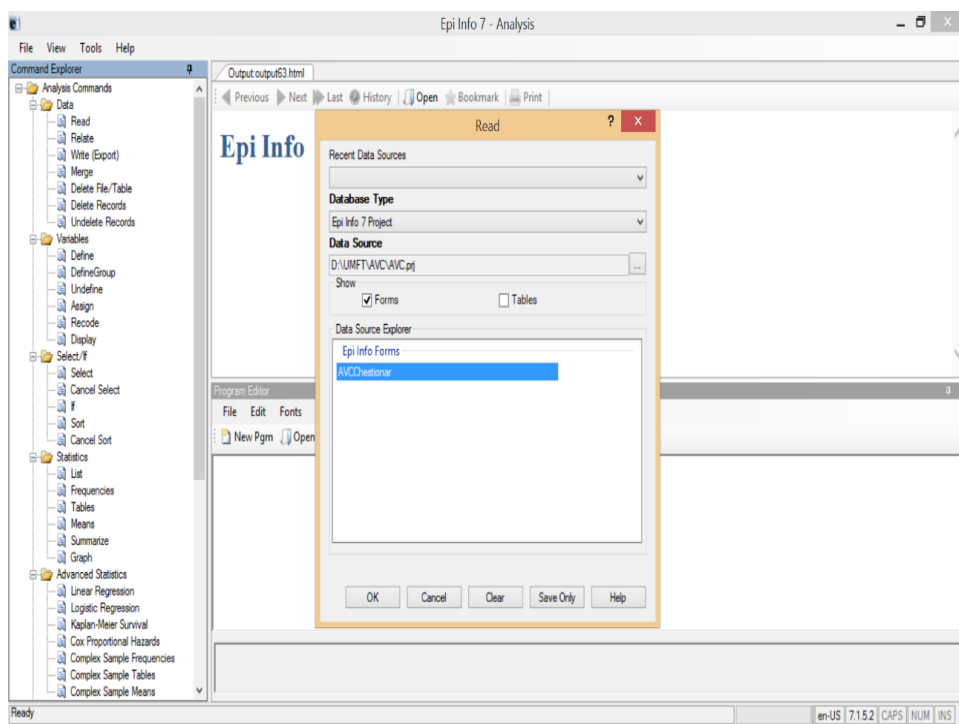 Epi Info 7 - Analysis
File View Tools Help
Command Explorer
Analysis Commands
Data
Read
Relate
Write (Export)
Merge
Delete File/Table
Delete Records
Undelete Records
Variables
Define
DefineGroup
Undefine
Assign
Recode
Display
Select/If
Select
Cancel Select
If
Sort
Cancel Sort
Statistics
List
Frequencies
Tables
Means
Summarize
Graph
Advanced Statistics
Linear Regression
Logistic Regression
Kaplan-Meier Survival
Cox Proportional Hazards
Complex Sample Frequencies
Complex Sample Tables
Complex Sample Means
Output:output63.html
Previous Next Last History Open Bookmark Print
Epi Info
Read ? X
Recent Data Sources
Database Type
Epi Info 7 Project
Data Source
D:\UMFT\AVC\AVC.prj
...
Show
Forms Tables
Data Source Explorer
Epi Info Forms
AVCChestionar
OK Cancel Clear Save Only Help
Program Editor
File Edit Fonts
New Pgm Open
Ready
en-US 7.1.5.2 CAPS NUM INS